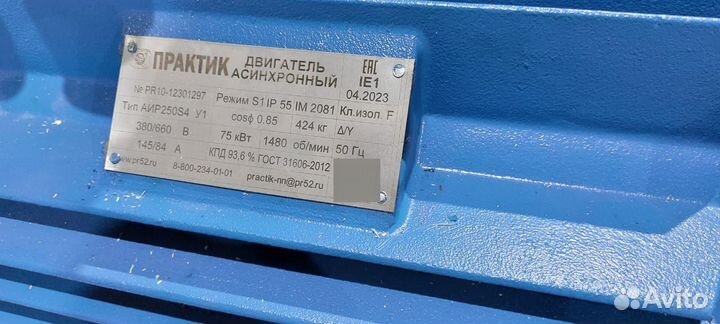 ПРАКТИК
ДВИГАТЕЛЬ
АСИНХРОННЫЙ
EAC
IE1
04.2023
№ PR10-12301297
Режим S1 IP 55 IM 2081 Кл.изол. F
Тип АИР250S4 У1
cosф 0.85 424 кг Δ/Y
380/660 В
75 кВт 1480 об/мин 50 Гц
145/84 А
КПД 93,6 % ГОСТ 31606-2012
www.pr52.ru 8-800-234-01-01
practik-nn@pr52.ru
Avito